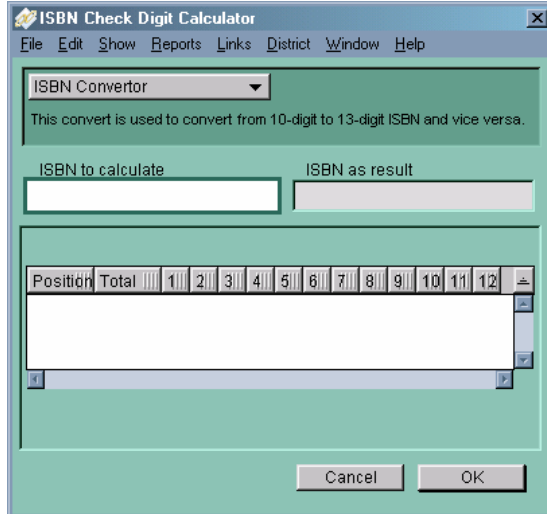 ISBN Check Digit Calculator
File Edit Show Reports Links District Window Help
ISBN Convertor
This convert is used to convert from 10-digit to 13-digit ISBN and vice versa.
ISBN to calculate ISBN as result
Position Total 1 2 3 4 5 6 7 8 9 10 11 12
Cancel OK